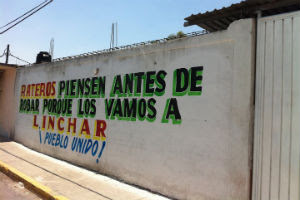 RATEROS PIENSEN ANTES DE
ROBAR PORQUE LOS VAMOS A
LINCHAR
¡PUEBLO UNIDO!